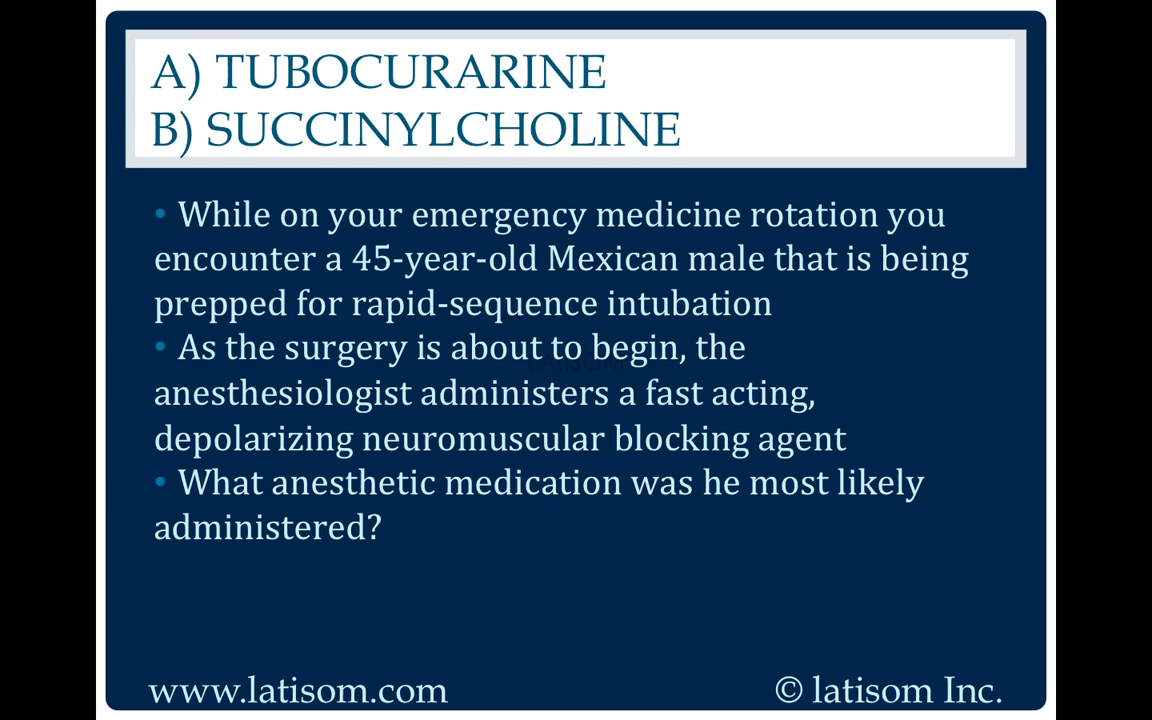 A) TUBOCURARINE
B) SUCCINYLCHOLINE
• While on your emergency medicine rotation you
encounter a 45-year-old Mexican male that is being
prepped for rapid-sequence intubation
• As the surgery is about to begin, the
LATISOM
anesthesiologist administers a fast acting,
depolarizing neuromuscular blocking agent
• What anesthetic medication was he most likely
administered?
www.latisom.com
© latisom Inc.